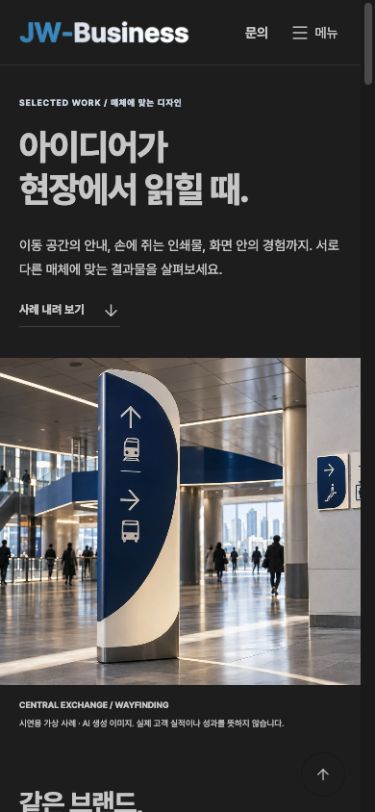 JW-Business
문의
메뉴
SELECTED WORK / 매체에 맞는 디자인
아이디어가
현장에서 읽힐 때.
이동 공간의 안내, 손에 쥐는 인쇄물, 화면 안의 경험까지. 서로
다른 매체에 맞는 결과물을 살펴보세요.
사례 내려 보기
CENTRAL EXCHANGE / WAYFINDING
시연용 가상 사례 · AI 생성 이미지. 실제 고객 실적이나 성과를 뜻하지 않습니다.
같은 브랜드,